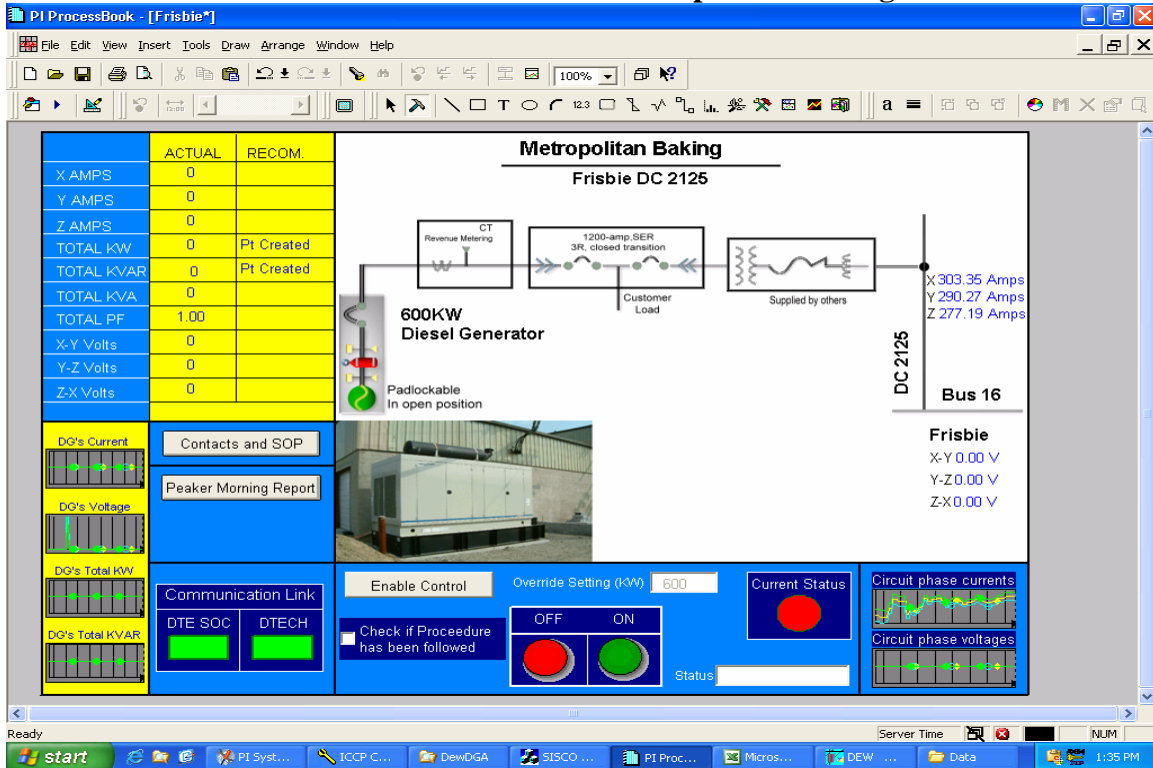 PI ProcessBook - [Frisbie*]
File Edit View Insert Tools Draw Arrange Window Help
100%
12.3
a
ACTUAL RECOM.
X AMPS 0
Y AMPS 0
Z AMPS 0
TOTAL KW 0 Pt Created
TOTAL KVAR 0 Pt Created
TOTAL KVA 0
TOTAL PF 1.00
X-Y Volts 0
Y-Z Volts 0
Z-X Volts 0
Metropolitan Baking
Frisbie DC 2125
CT
Revenue Metering
1200-amp,SER
3R, closed transition
Customer
Load
Supplied by others
600KW
Diesel Generator
Padlockable
In open position
X 303.35 Amps
Y 290.27 Amps
Z 277.19 Amps
DC 2125
Bus 16
Frisbie
X-Y 0.00 V
Y-Z 0.00 V
Z-X 0.00 V
DG's Current
DG's Voltage
DG's Total KW
DG's Total KVAR
Contacts and SOP
Peaker Morning Report
Communication Link
DTE SOC DTECH
Enable Control
Override Setting (KW) 600
Check if Proceedure
has been followed
OFF ON
Current Status
Status
Circuit phase currents
Circuit phase voltages
Ready
Server Time
NUM
start
PI Syst...
ICCP C...
DewDGA
SISCO ...
PI Proc...
Micros...
DEW ...
Data
1:35 PM